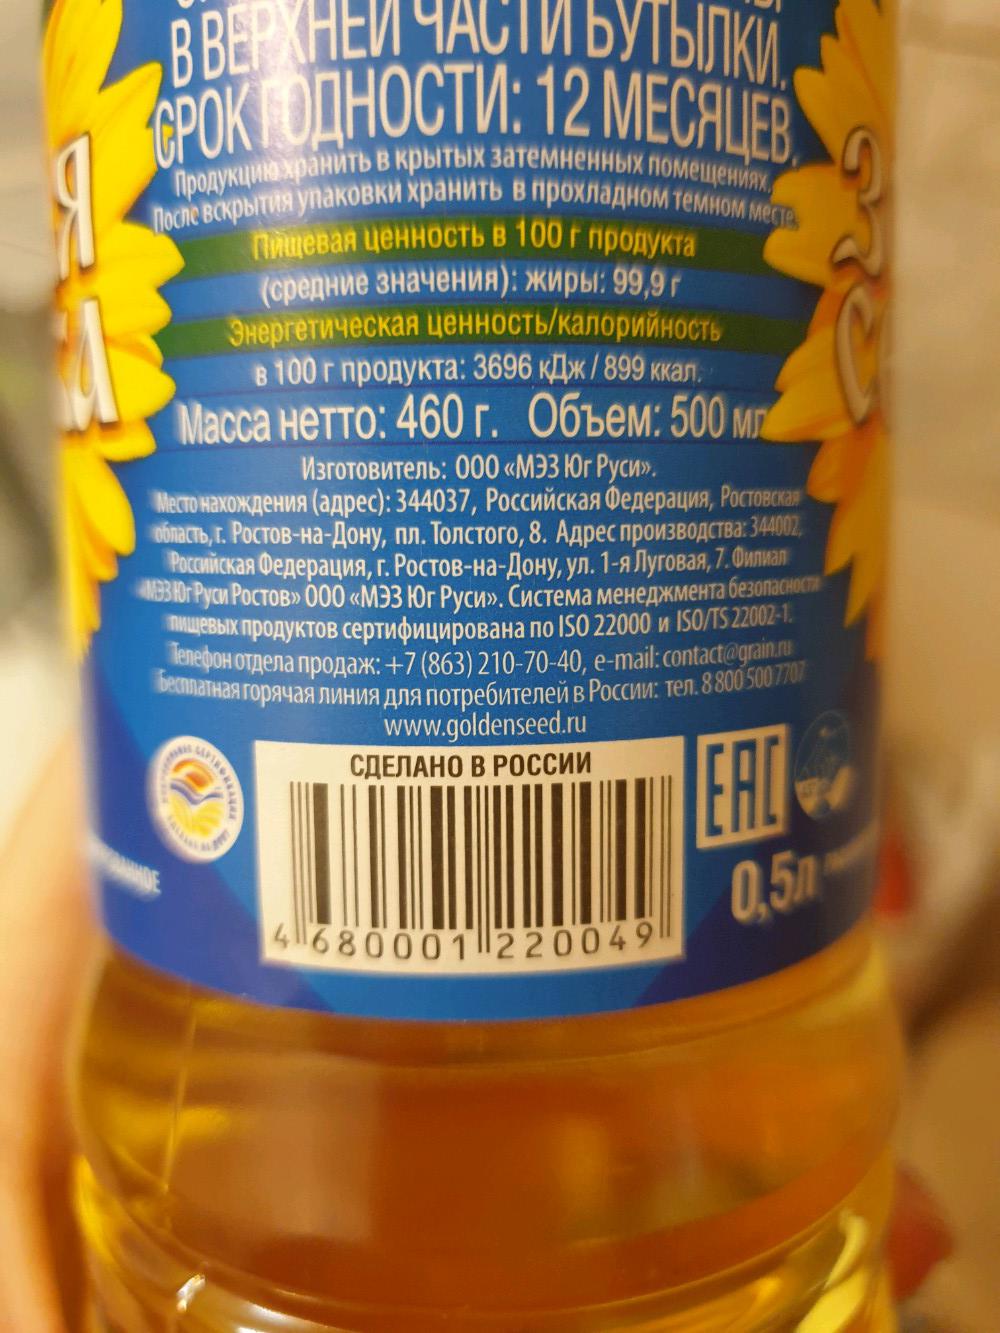 В ВЕРХНЕЙ ЧАСТИ БУТЫЛКИ.
СРОК ГОДНОСТИ: 12 МЕСЯЦЕВ.
Продукцию хранить в крытых затемненных помещениях.
После вскрытия упаковки хранить в прохладном темном месте.
Пищевая ценность в 100 г продукта
(средние значения): жиры: 99,9 г
Энергетическая ценность/калорийность
в 100 г продукта: 3696 кДж / 899 ккал.
Масса нетто: 460 г. Объем: 500 мл
Изготовитель: ООО «МЭЗ Юг Руси».
Место нахождения (адрес): 344037, Российская Федерация, Ростовская
область, г. Ростов-на-Дону, пл. Толстого, 8. Адрес производства: 344002,
Российская Федерация, г. Ростов-на-Дону, ул. 1-я Луговая, 7. Филиал
«МЭЗ Юг Руси Ростов» ООО «МЭЗ Юг Руси». Система менеджмента безопасности
пищевых продуктов сертифицирована по ISO 22000 и ISO/TS 22002-1.
Телефон отдела продаж: +7 (863) 210-70-40, e-mail: contact@grain.ru
Бесплатная горячая линия для потребителей в России: тел. 8 800 500 7707
www.goldenseed.ru
СДЕЛАНО В РОССИИ
EAC
0,5л
4 680001 220049